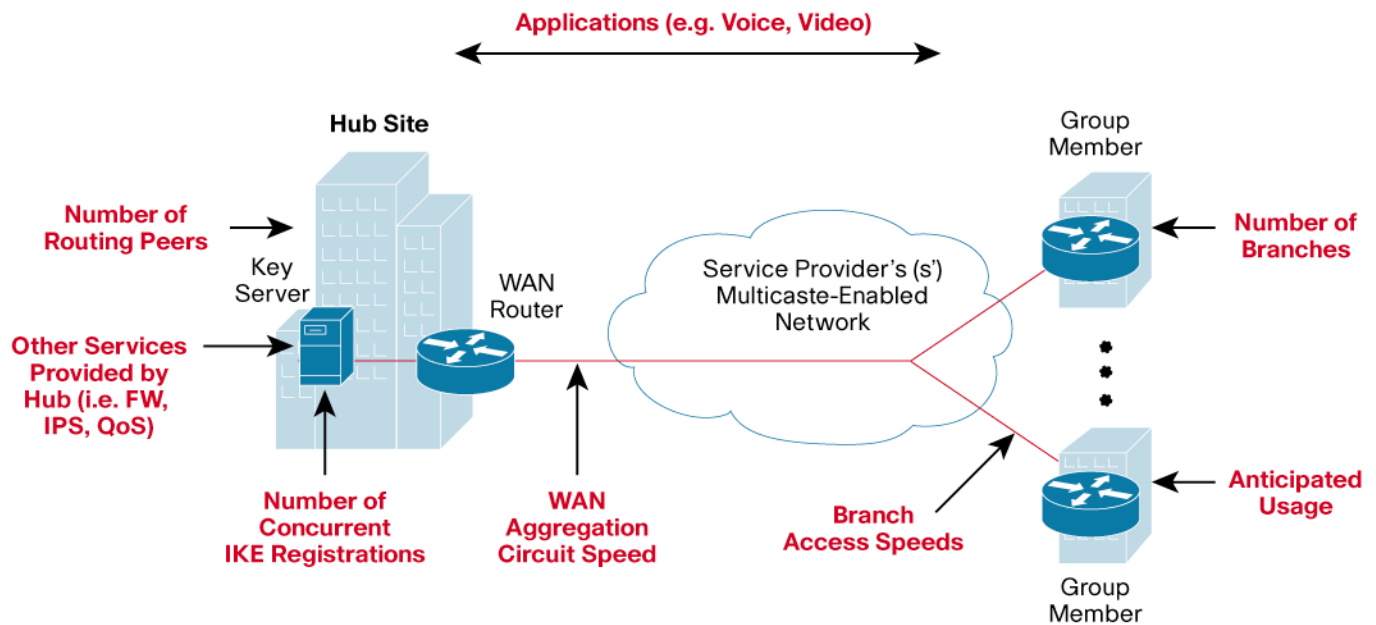 Applications (e.g. Voice, Video)
Hub Site
Group
Member
Number of
Routing Peers
Key
Server
WAN
Router
Service Provider's (s')
Multicaste-Enabled
Network
Number of
Branches
Other Services
Provided by
Hub (i.e. FW,
IPS, QoS)
Number of
Concurrent
IKE Registrations
WAN
Aggregation
Circuit Speed
Branch
Access Speeds
Anticipated
Usage
Group
Member